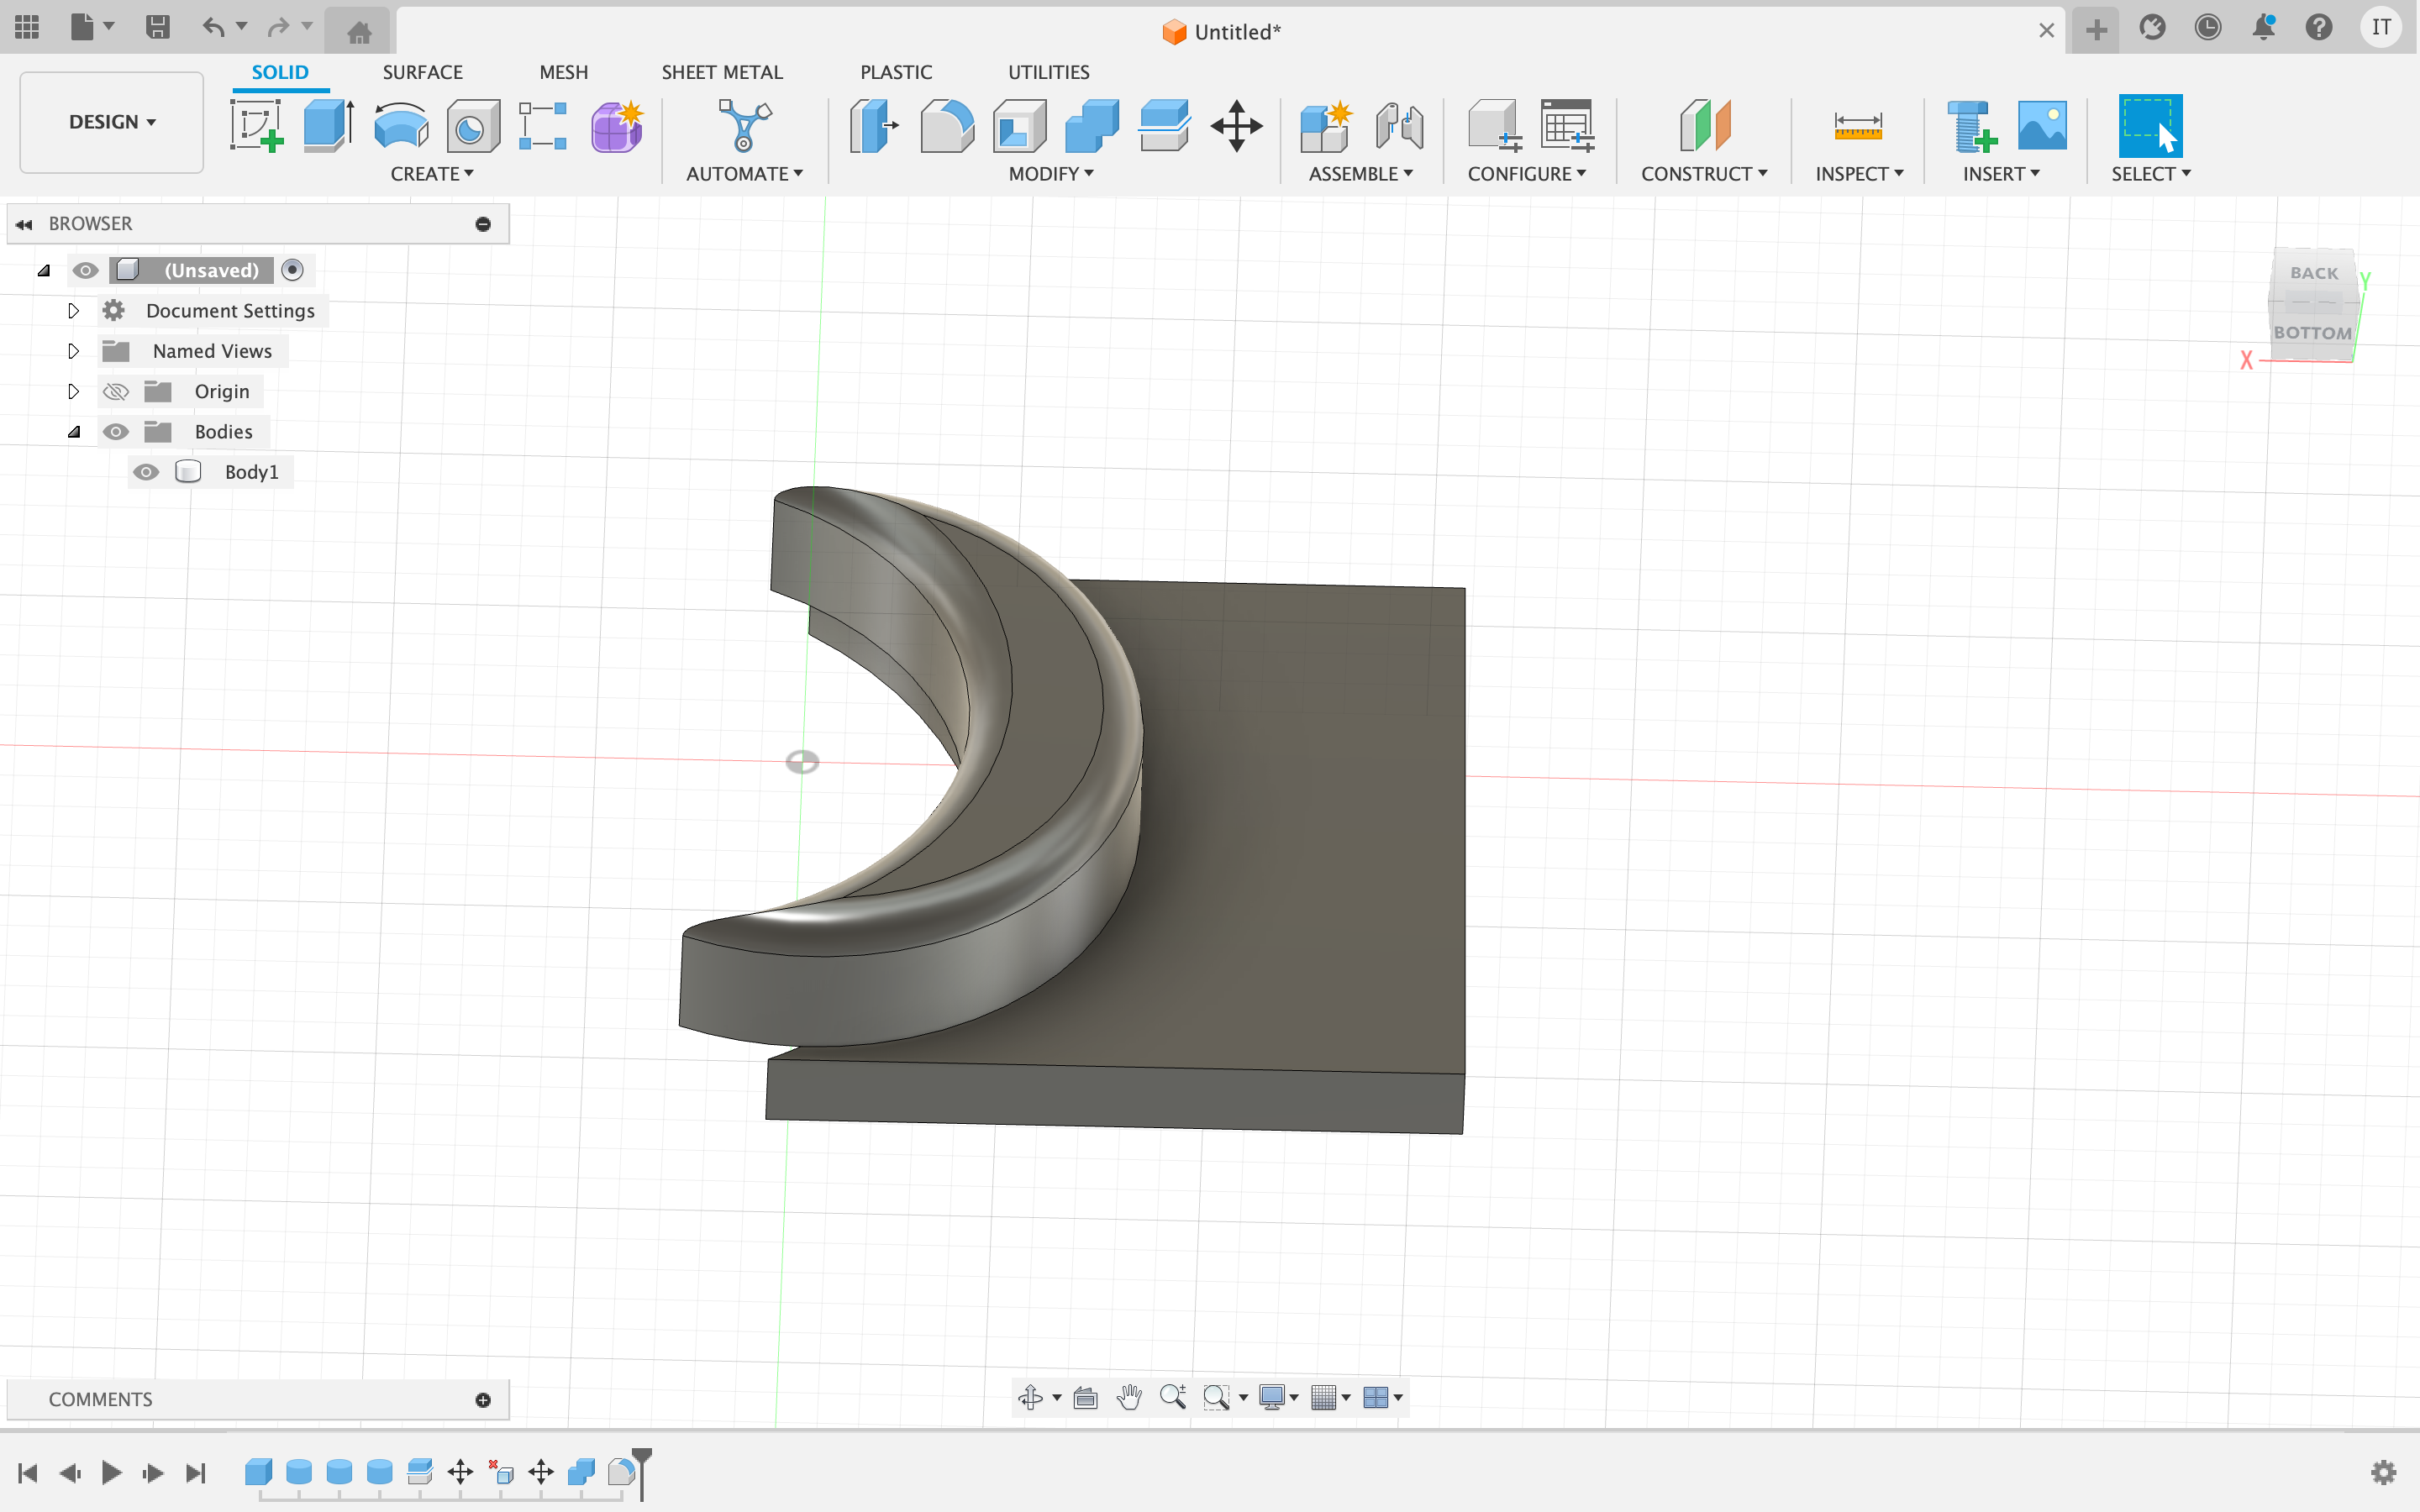 Untitled*
IT
DESIGN
SOLID SURFACE MESH SHEET METAL PLASTIC UTILITIES
CREATE AUTOMATE MODIFY ASSEMBLE CONFIGURE CONSTRUCT INSPECT INSERT SELECT
BROWSER
(Unsaved)
Document Settings
Named Views
Origin
Bodies
Body1
BACK
Y
BOTTOM
X
COMMENTS